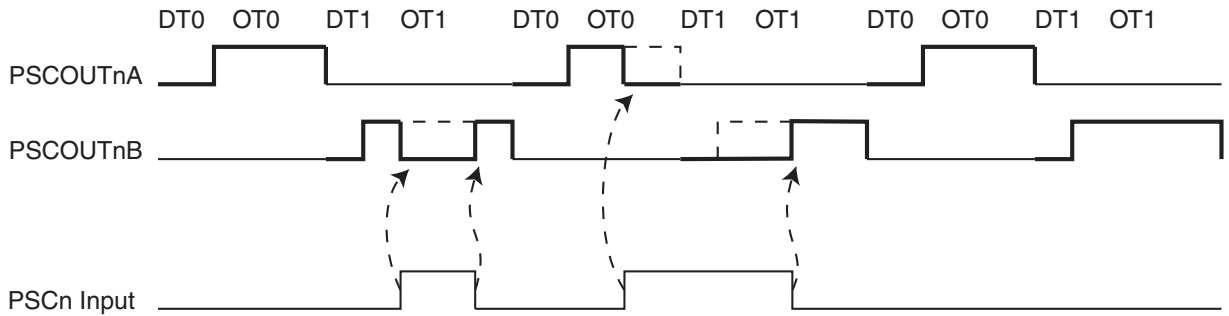 DT0 OT0 DT1 OT1 DT0 OT0 DT1 OT1 DT0 OT0 DT1 OT1
PSCOUTnA
PSCOUTnB
PSCn Input